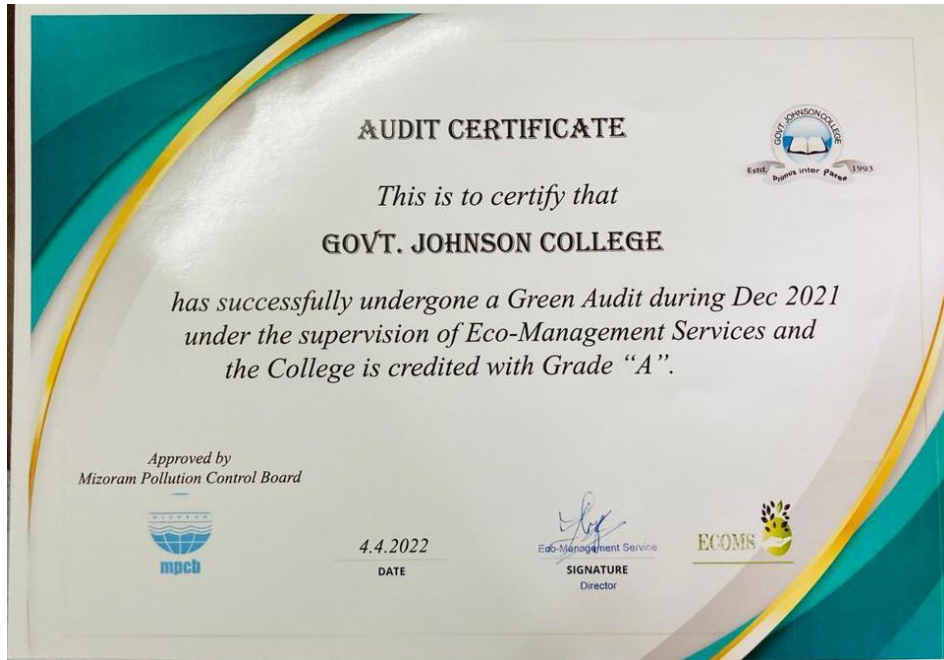 AUDIT CERTIFICATE
GOVT. JOHNSON COLLEGE
Estd. Primus Inter Pares 1993
This is to certify that
GOVT. JOHNSON COLLEGE
has successfully undergone a Green Audit during Dec 2021
under the supervision of Eco-Management Services and
the College is credited with Grade “A”.
Approved by
Mizoram Pollution Control Board
MIZORAM
mpcb
4.4.2022
DATE
Eco-Management Service
SIGNATURE
Director
ECOMS